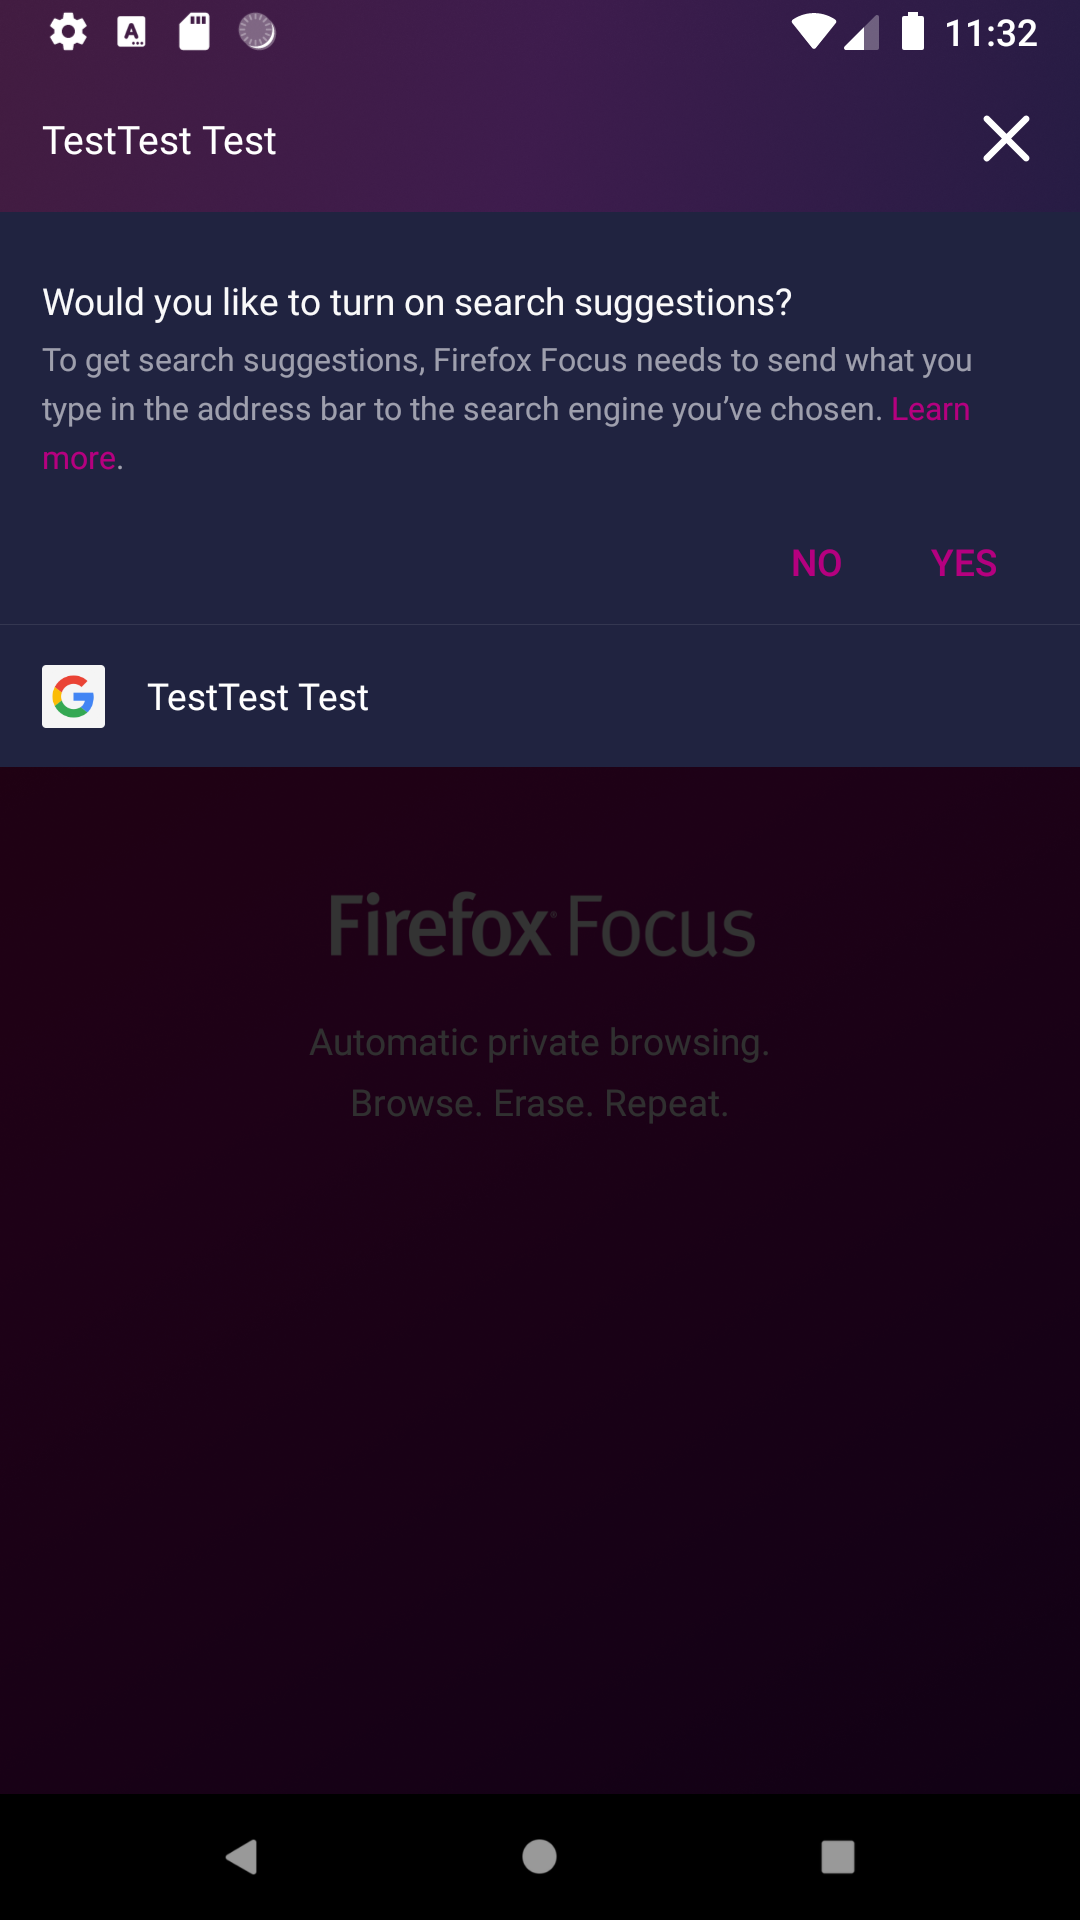 11:32
TestTest Test
Would you like to turn on search suggestions?
To get search suggestions, Firefox Focus needs to send what you
type in the address bar to the search engine you’ve chosen. Learn
more.
NO YES
TestTest Test
Firefox Focus
Automatic private browsing.
Browse. Erase. Repeat.